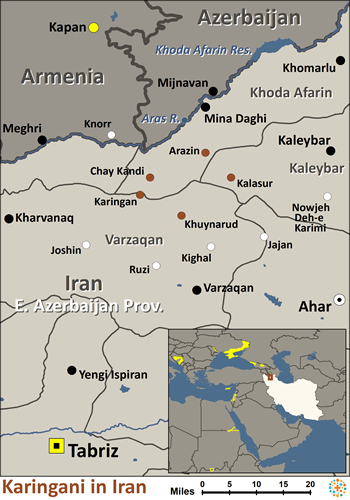 Azerbaijan
Kapan
Khoda Afarin Res.
Armenia
Khomarlu
Mijnavan
Khoda Afarin
Aras R.
Mina Daghi
Knorr
Meghri
Kaleybar
Arazin
Kaleybar
Chay Kandi
Kalasur
Karingan
Nowjeh
Deh-e
Karimi
Kharvanaq
Khuynarud
Varzaqan
Joshin
Kighal
Jajan
Ruzi
Iran
Varzaqan
E. Azerbaijan Prov.
Ahar
Yengi Ispiran
Tabriz
Karingani in Iran
Miles
0
5
10
20